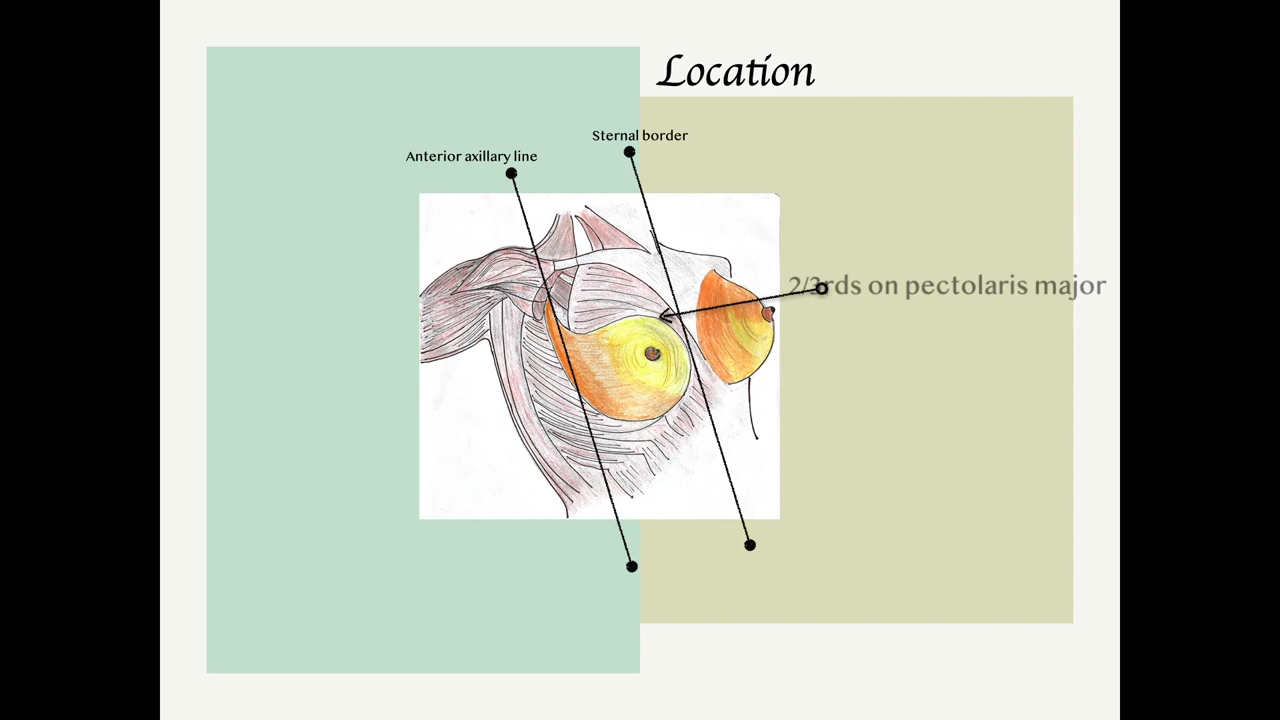 Location
Sternal border
Anterior axillary line
2/3rds on pectolaris major